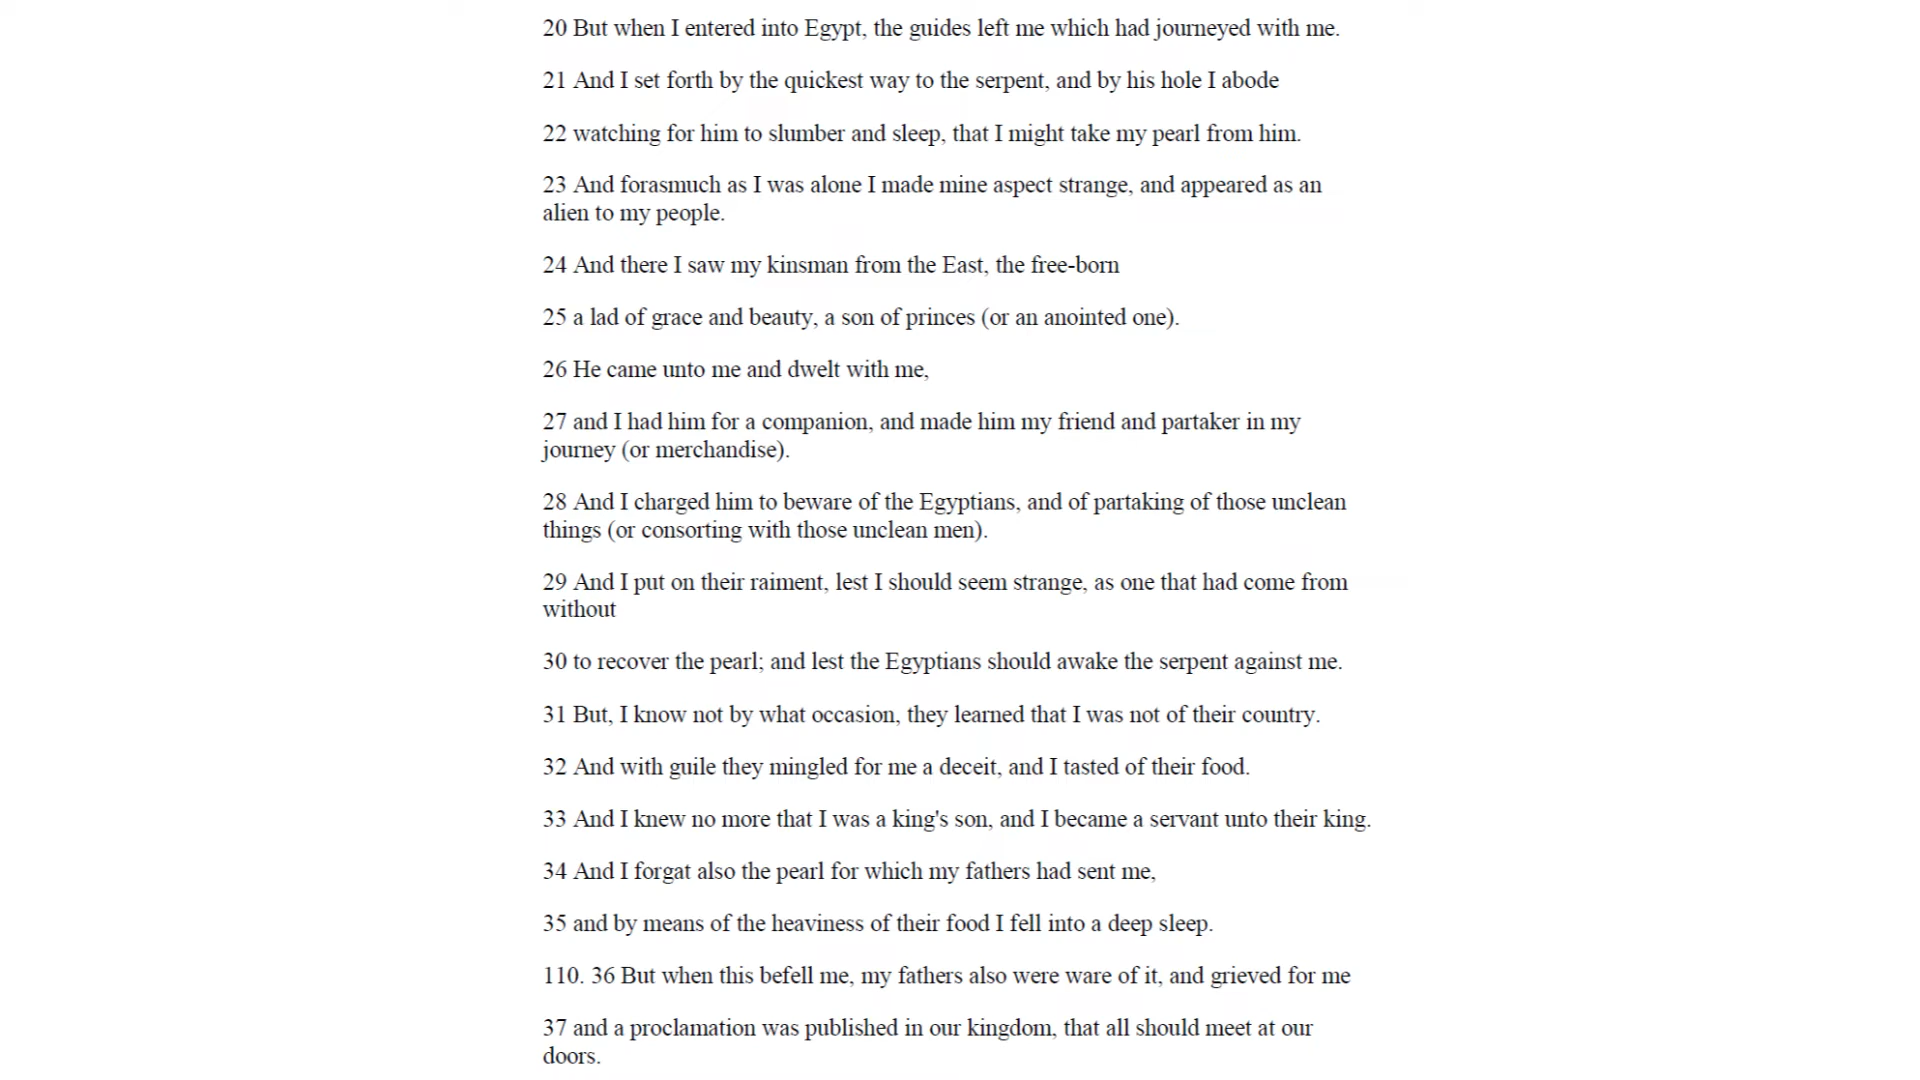 20 But when I entered into Egypt, the guides left me which had journeyed with me.
21 And I set forth by the quickest way to the serpent, and by his hole I abode
22 watching for him to slumber and sleep, that I might take my pearl from him.
23 And forasmuch as I was alone I made mine aspect strange, and appeared as an
alien to my people.
24 And there I saw my kinsman from the East, the free-born
25 a lad of grace and beauty, a son of princes (or an anointed one).
26 He came unto me and dwelt with me,
27 and I had him for a companion, and made him my friend and partaker in my
journey (or merchandise).
28 And I charged him to beware of the Egyptians, and of partaking of those unclean
things (or consorting with those unclean men).
29 And I put on their raiment, lest I should seem strange, as one that had come from
without
30 to recover the pearl; and lest the Egyptians should awake the serpent against me.
31 But, I know not by what occasion, they learned that I was not of their country.
32 And with guile they mingled for me a deceit, and I tasted of their food.
33 And I knew no more that I was a king's son, and I became a servant unto their king.
34 And I forgat also the pearl for which my fathers had sent me,
35 and by means of the heaviness of their food I fell into a deep sleep.
110. 36 But when this befell me, my fathers also were ware of it, and grieved for me
37 and a proclamation was published in our kingdom, that all should meet at our
doors.